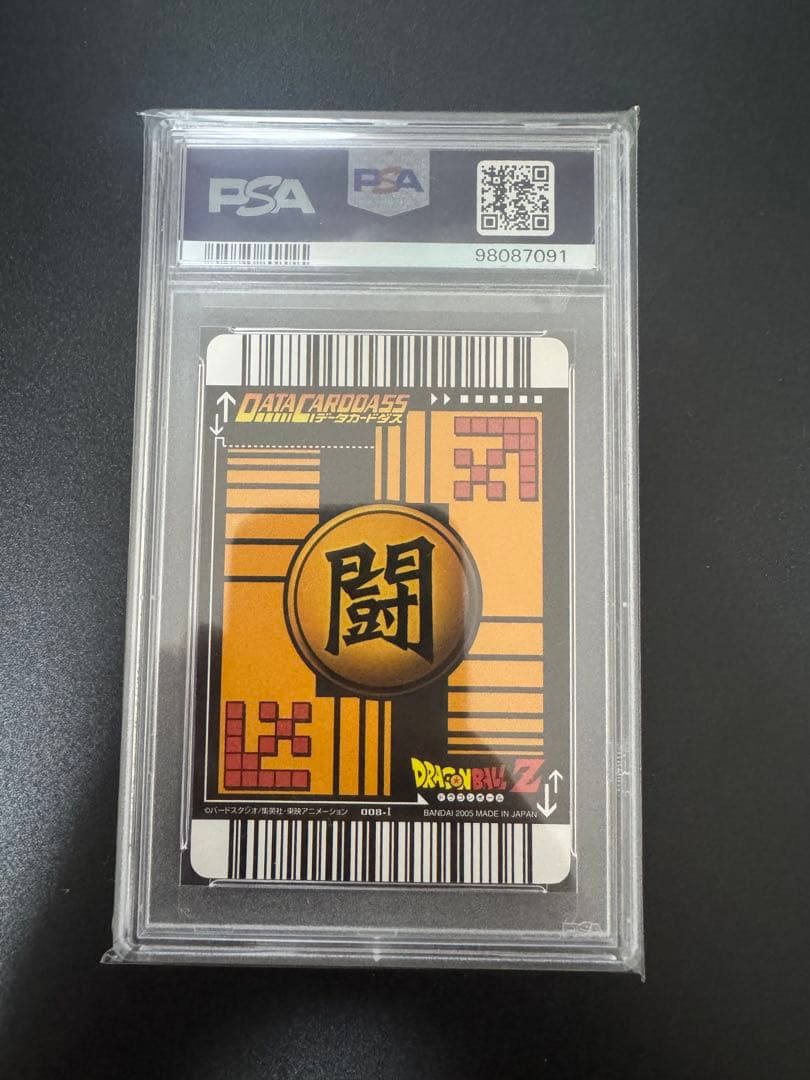 PSA
PSA
98087091
DATA CARDDASS
データカードダス
闘
DRAGON BALL Z
ドラゴンボール
©バードスタジオ/集英社・東映アニメーション 008-I BANDAI 2005 MADE IN JAPAN
PSA